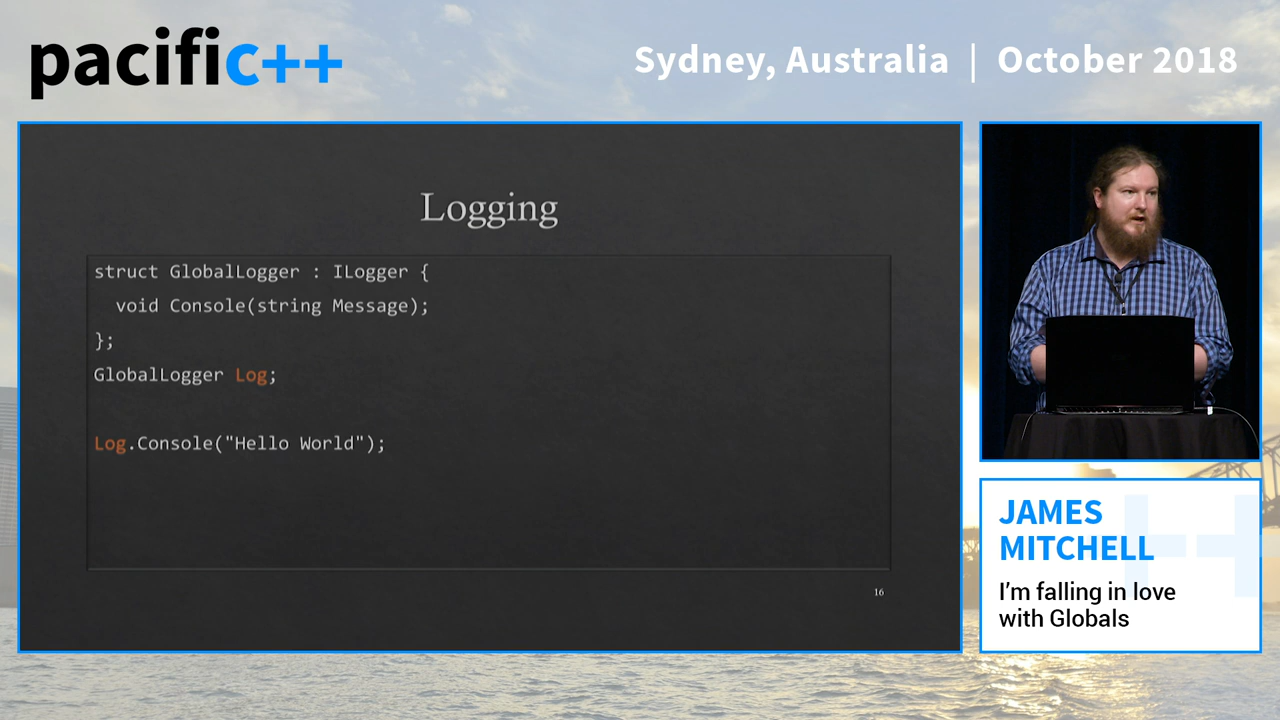 pacific++
Sydney, Australia | October 2018
Logging
struct GlobalLogger : ILogger {
void Console(string Message);
};
GlobalLogger Log;
Log.Console("Hello World");
16
JAMES
MITCHELL
I'm falling in love
with Globals